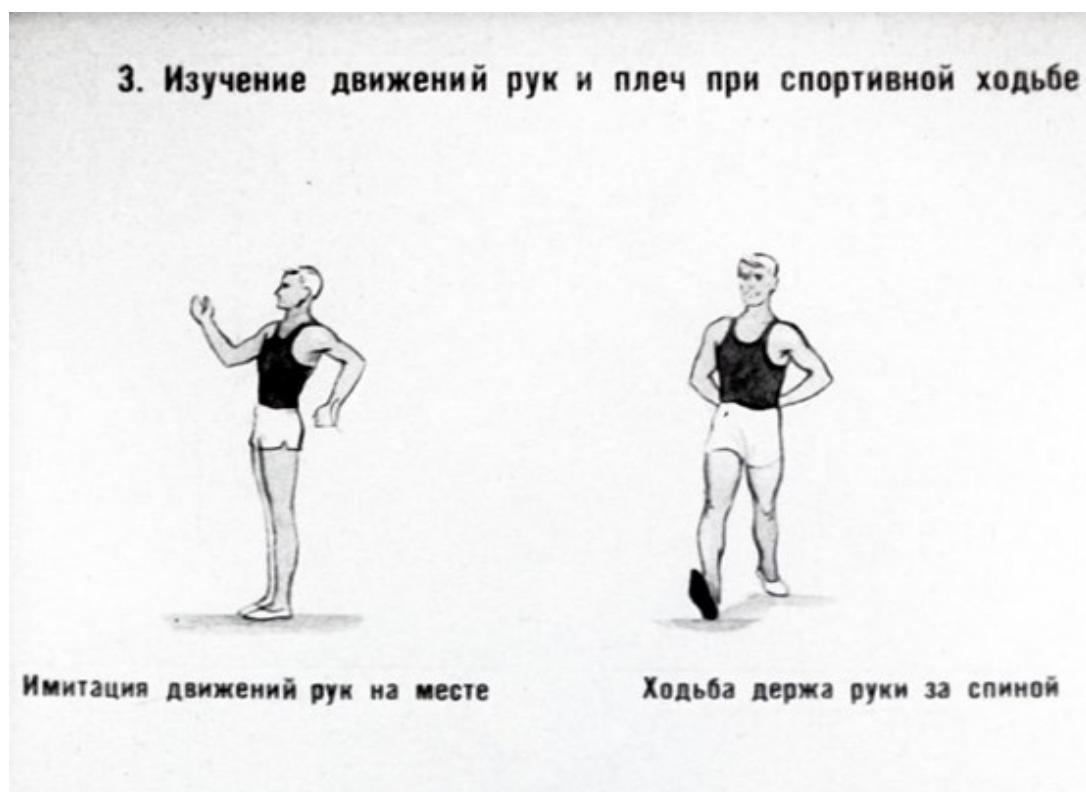 3. Изучение движений рук и плеч при спортивной ходьбе
Имитация движений рук на месте
Ходьба держа руки за спиной